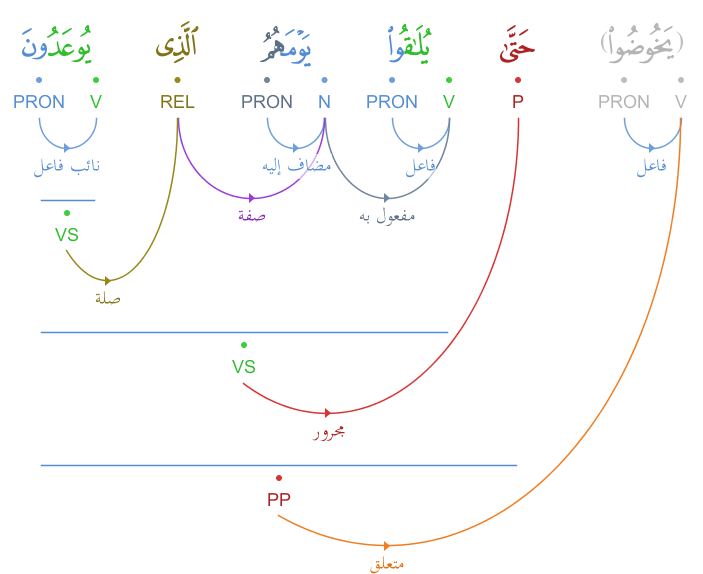 (يَخُوضُوا۟) حَتَّىٰ يُلَـٰقُوا۟ يَوْمَهُمُ ٱلَّذِى يُوعَدُونَ
V PRON P V PRON N PRON REL V PRON
فاعل فاعل مضاف إليه نائب فاعل
مفعول به صفة
VS
صلة
VS
مجرور
PP
متعلق